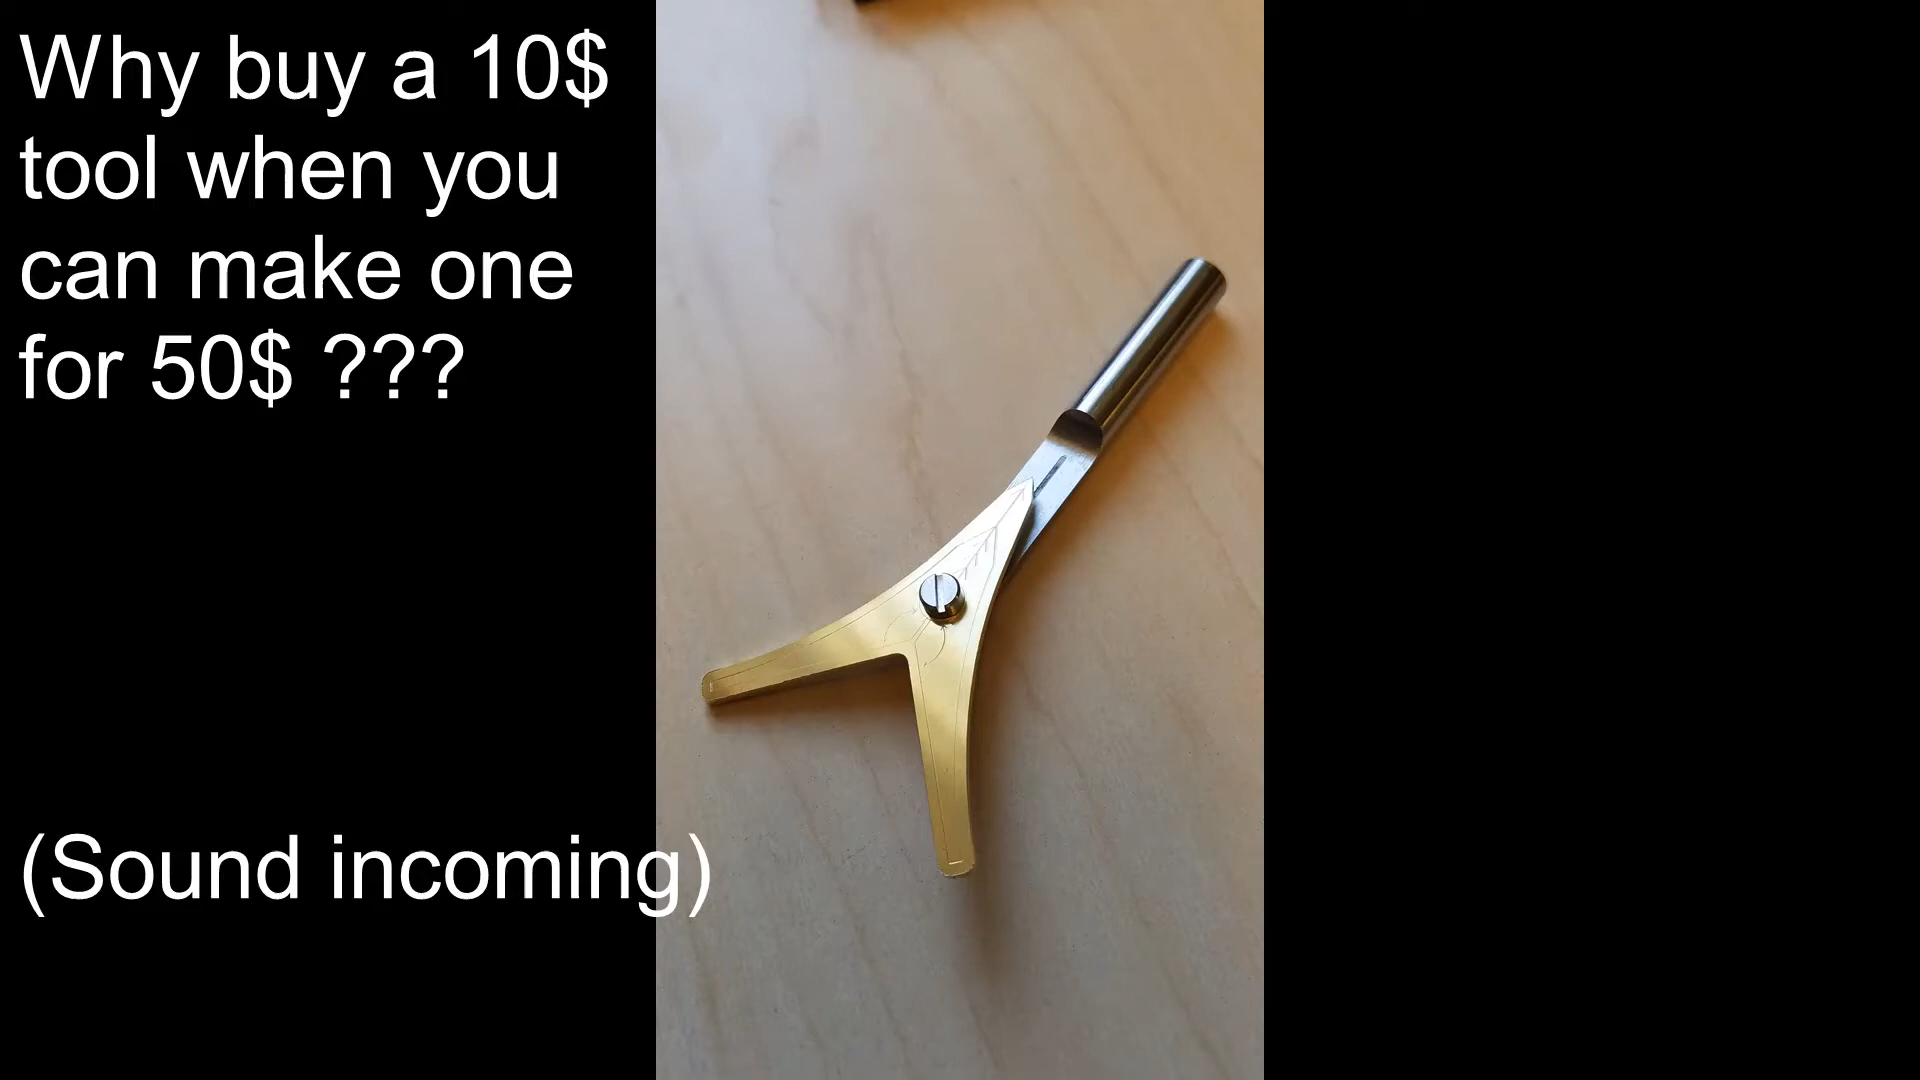 Why buy a 10$
tool when you
can make one
for 50$ ???
(Sound incoming)